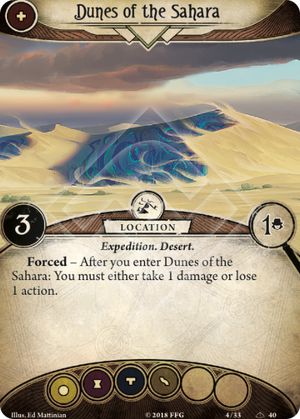 Dunes of the Sahara
3
LOCATION
1
Expedition. Desert.
Forced – After you enter Dunes of the
Sahara: You must either take 1 damage or lose
1 action.
Illus. Ed Mattinian
© 2018 FFG
4/33
40